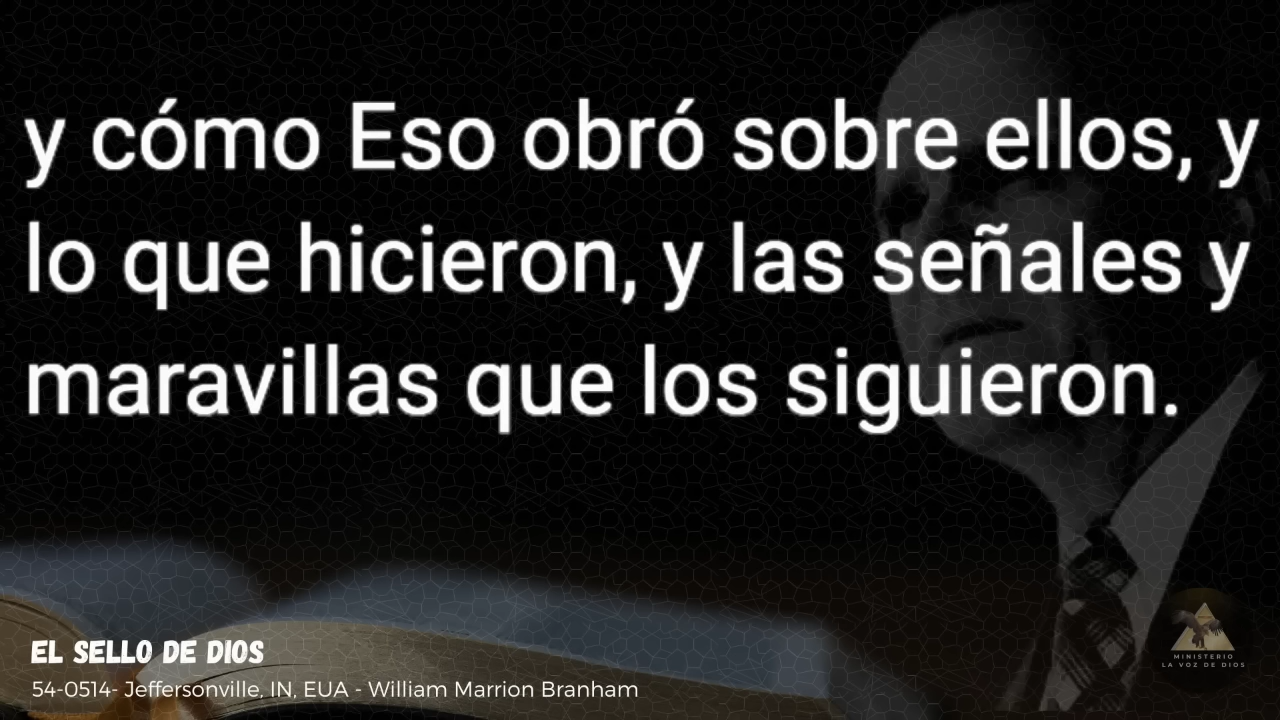 y cómo Eso obró sobre ellos, y
lo que hicieron, y las señales y
maravillas que los siguieron.
EL SELLO DE DIOS
54-0514- Jeffersonville, IN, EUA - William Marrion Branham
MINISTERIO
LA VOZ DE DIOS